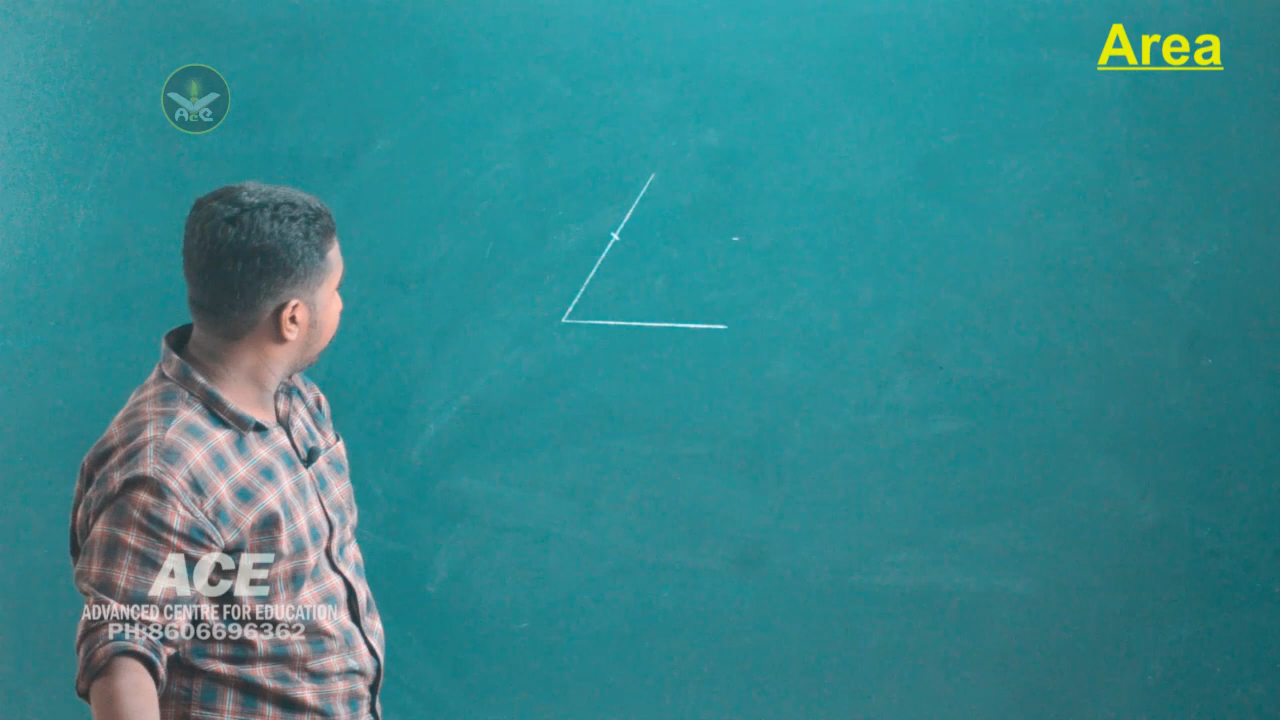 Area
AcE
ACE
ADVANCED CENTRE FOR EDUCATION
PH:8606696362